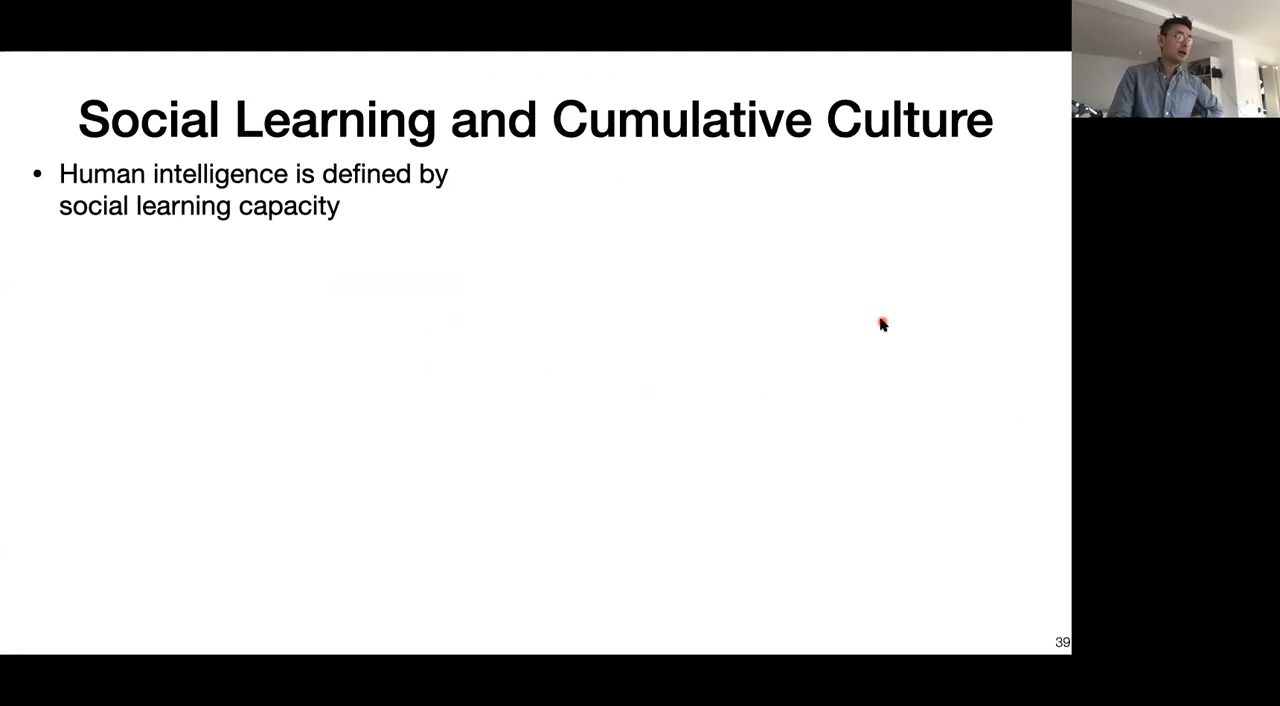 Social Learning and Cumulative Culture
• Human intelligence is defined by
social learning capacity
39